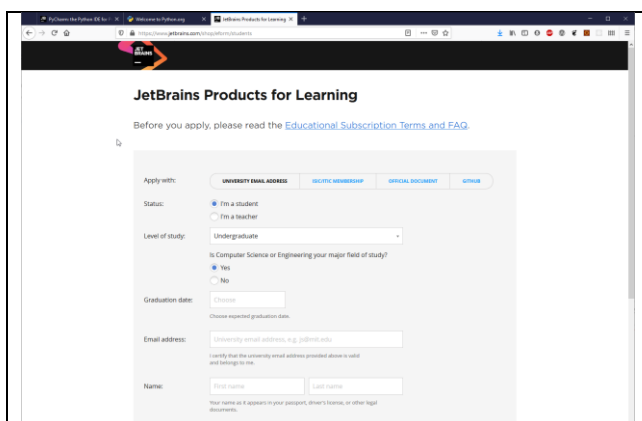 PyCharm: the Python IDE for
Welcome to Python.org
JetBrains Products for Learning
https://www.jetbrains.com/shop/eform/students
JET
BRAINS
JetBrains Products for Learning
Before you apply, please read the Educational Subscription Terms and FAQ.
Apply with: UNIVERSITY EMAIL ADDRESS ISIC/ITIC MEMBERSHIP OFFICIAL DOCUMENT GITHUB
Status: I'm a student
I'm a teacher
Level of study: Undergraduate
Is Computer Science or Engineering your major field of study?
Yes
No
Graduation date: Choose
Choose expected graduation date.
Email address: University email address, e.g. js@mit.edu
I certify that the university email address provided above is valid
and belongs to me.
Name: First name Last name
Your name as it appears in your passport, driver's license, or other legal
documents.